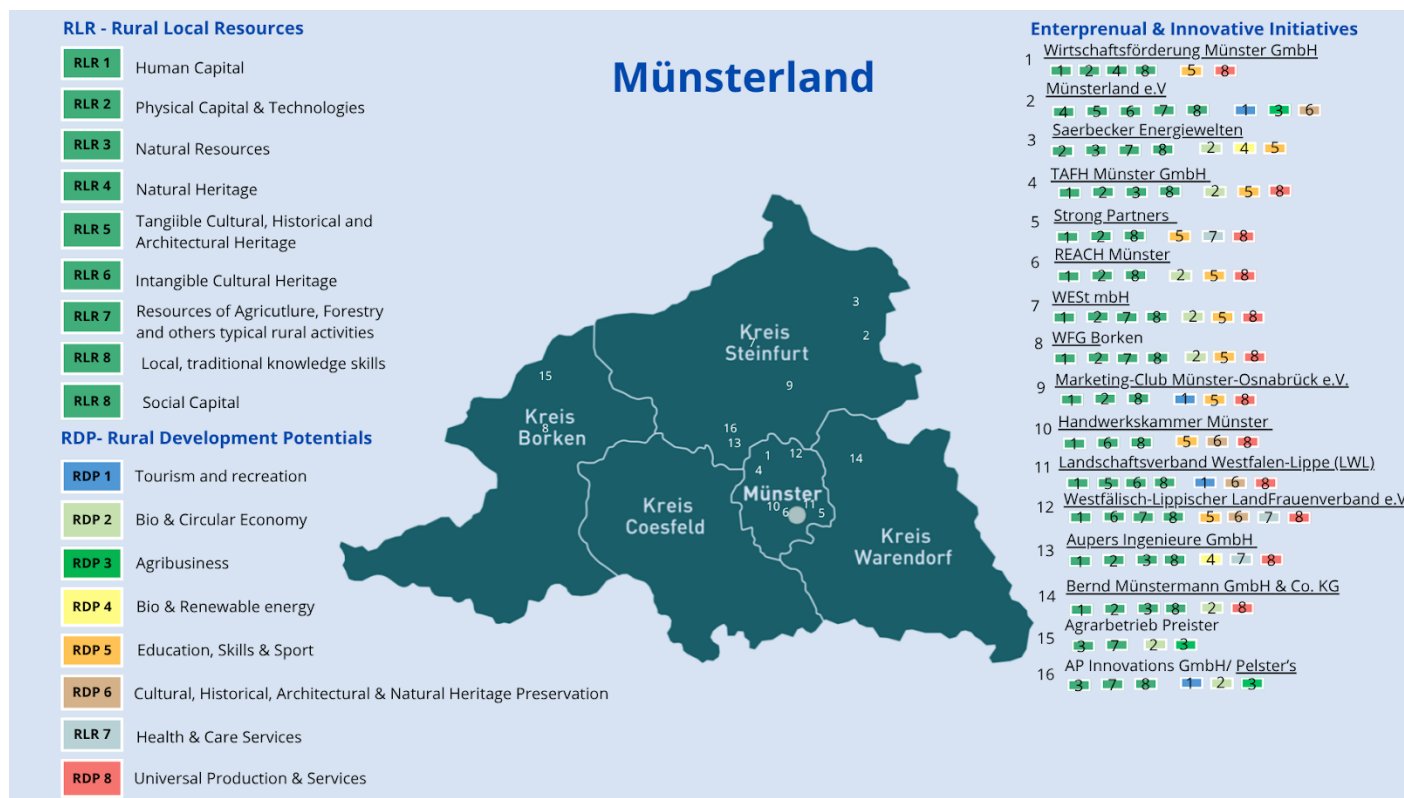 RLR - Rural Local Resources
RLR 1
Human Capital
RLR 2
Physical Capital & Technologies
RLR 3
Natural Resources
RLR 4
Natural Heritage
RLR 5
Tangiible Cultural, Historical and
Architectural Heritage
RLR 6
Intangible Cultural Heritage
RLR 7
Resources of Agricutlure, Forestry
and others typical rural activities
RLR 8
Local, traditional knowledge skills
RLR 8
Social Capital
RDP- Rural Development Potentials
RDP 1
Tourism and recreation
RDP 2
Bio & Circular Economy
RDP 3
Agribusiness
RDP 4
Bio & Renewable energy
RDP 5
Education, Skills & Sport
RDP 6
Cultural, Historical, Architectural & Natural Heritage Preservation
RLR 7
Health & Care Services
RDP 8
Universal Production & Services
Münsterland
3
2
Kreis
Steinfurt
7
9
15
Kreis
Borken
8
16
13
1
12
4
14
Münster
10
6
11
5
Kreis
Coesfeld
Kreis
Warendorf
Enterprenual & Innovative Initiatives
1 Wirtschaftsförderung Münster GmbH
1 2 4 8 5 8
2 Münsterland e.V
4 5 6 7 8 1 3 6
3 Saerbecker Energiewelten
2 3 7 8 2 4 5
4 TAFH Münster GmbH
1 2 3 8 2 5 8
5 Strong Partners
1 2 8 5 7 8
6 REACH Münster
1 2 8 2 5 8
7 WESt mbH
1 2 7 8 2 5 8
8 WFG Borken
1 2 7 8 2 5 8
9 Marketing-Club Münster-Osnabrück e.V.
1 2 8 1 5 8
10 Handwerkskammer Münster
1 6 8 5 6 8
11 Landschaftsverband Westfalen-Lippe (LWL)
1 5 6 8 1 6 8
12 Westfälisch-Lippischer LandFrauenverband e.V
1 6 7 8 5 6 7 8
13 Aupers Ingenieure GmbH
1 2 3 8 4 7 8
14 Bernd Münstermann GmbH & Co. KG
1 2 3 8 2 8
15 Agrarbetrieb Preister
3 7 2 3
16 AP Innovations GmbH/ Pelster's
3 7 8 1 2 3